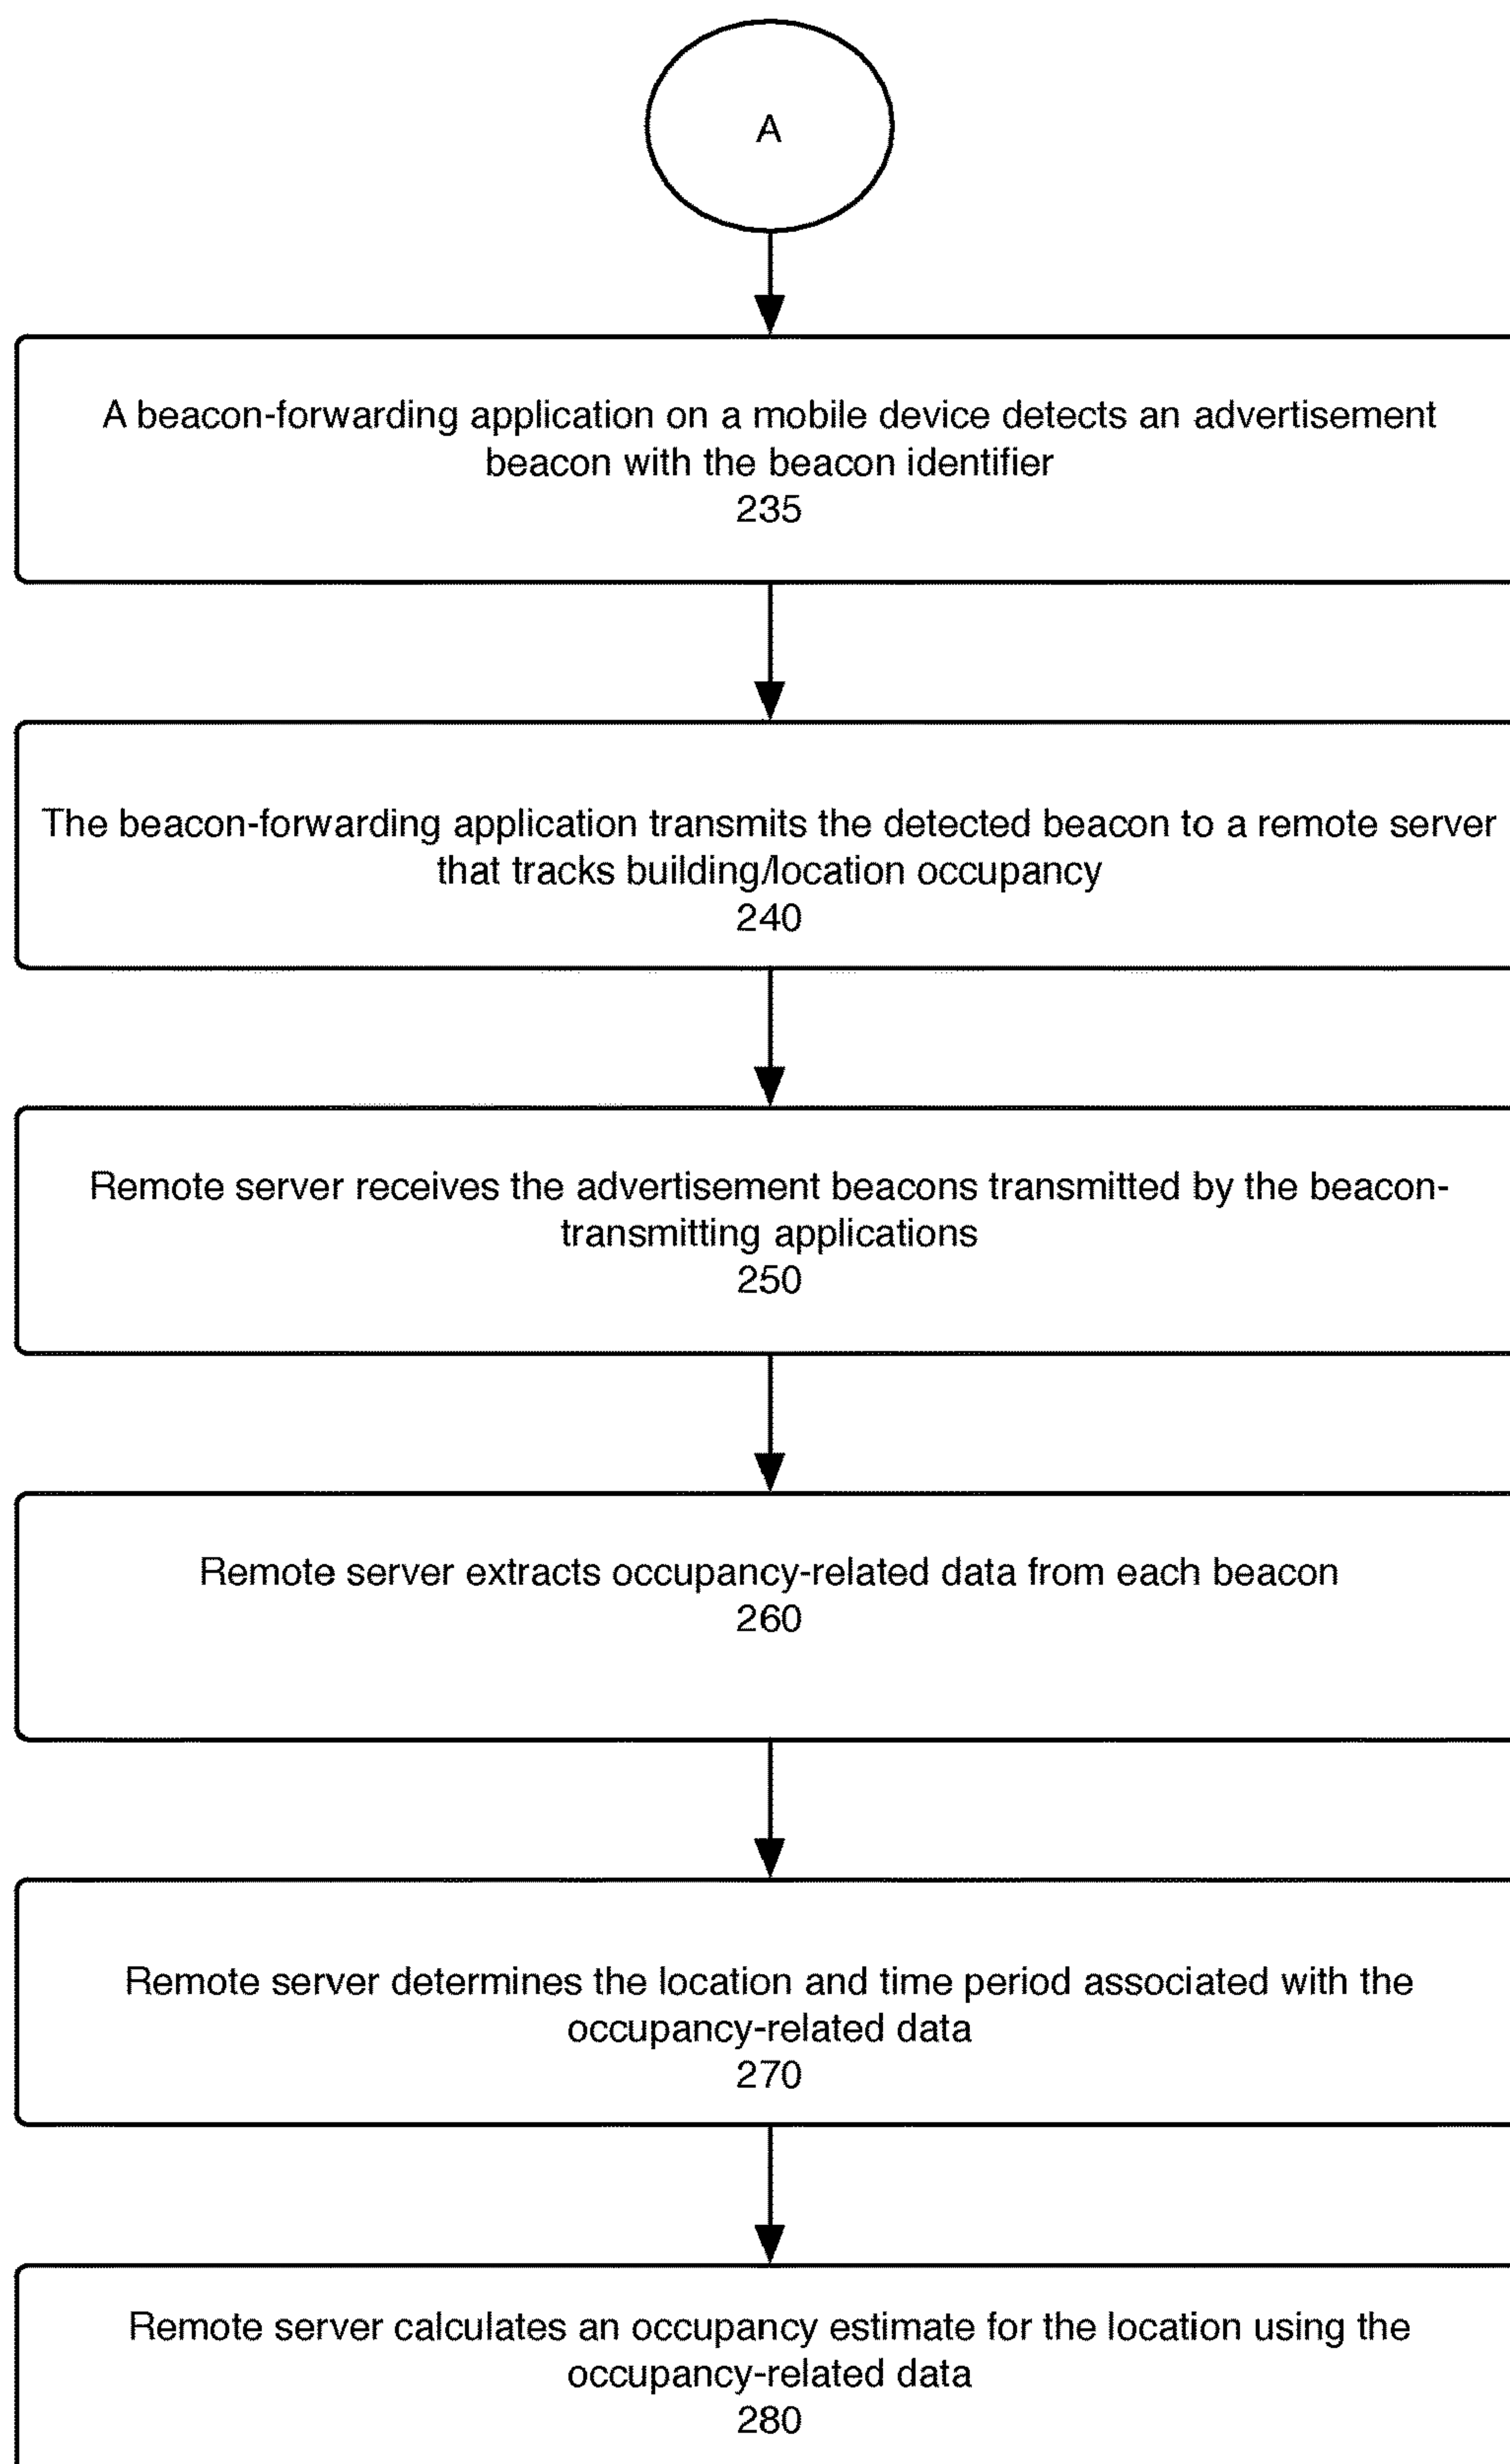 A
A beacon-forwarding application on a mobile device detects an advertisement
beacon with the beacon identifier
235
The beacon-forwarding application transmits the detected beacon to a remote server
that tracks building/location occupancy
240
Remote server receives the advertisement beacons transmitted by the beacon-
transmitting applications
250
Remote server extracts occupancy-related data from each beacon
260
Remote server determines the location and time period associated with the
occupancy-related data
270
Remote server calculates an occupancy estimate for the location using the
occupancy-related data
280